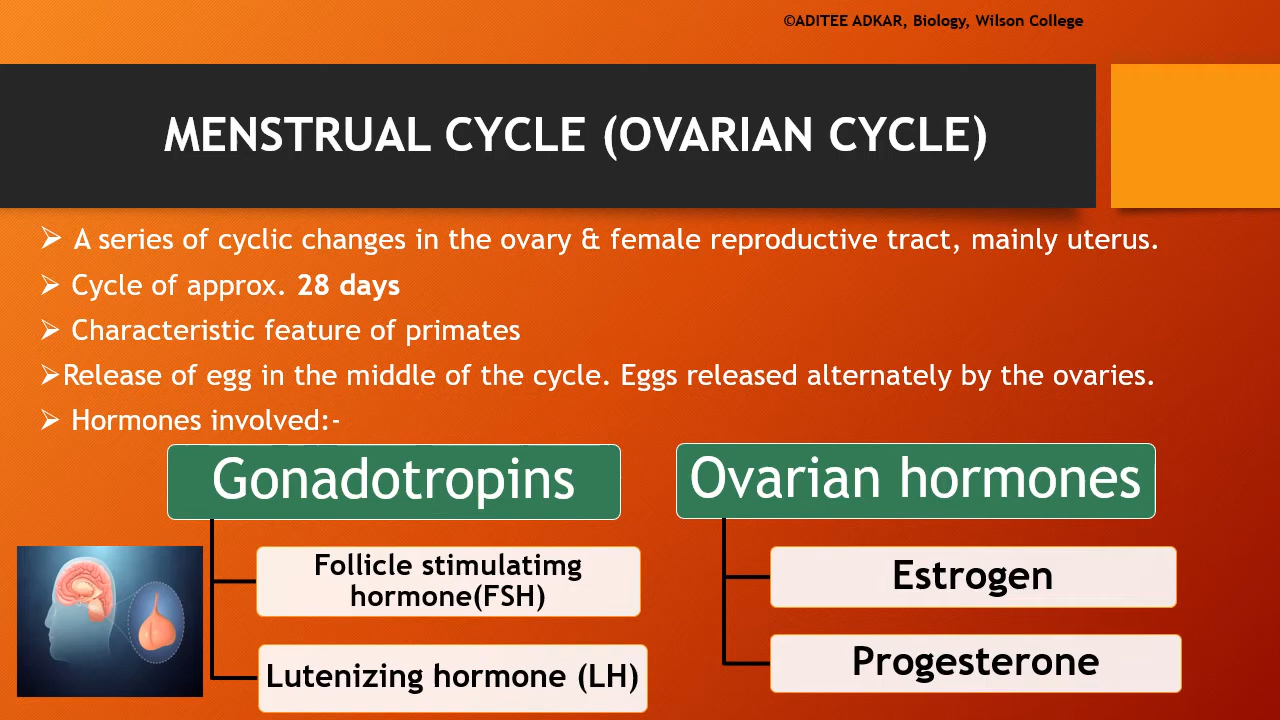 ©ADITEE ADKAR, Biology, Wilson College
MENSTRUAL CYCLE (OVARIAN CYCLE)
➢ A series of cyclic changes in the ovary & female reproductive tract, mainly uterus.
➢ Cycle of approx. 28 days
➢ Characteristic feature of primates
➢Release of egg in the middle of the cycle. Eggs released alternately by the ovaries.
➢ Hormones involved:-
Gonadotropins
Follicle stimulatimg
hormone(FSH)
Lutenizing hormone (LH)
Ovarian hormones
Estrogen
Progesterone